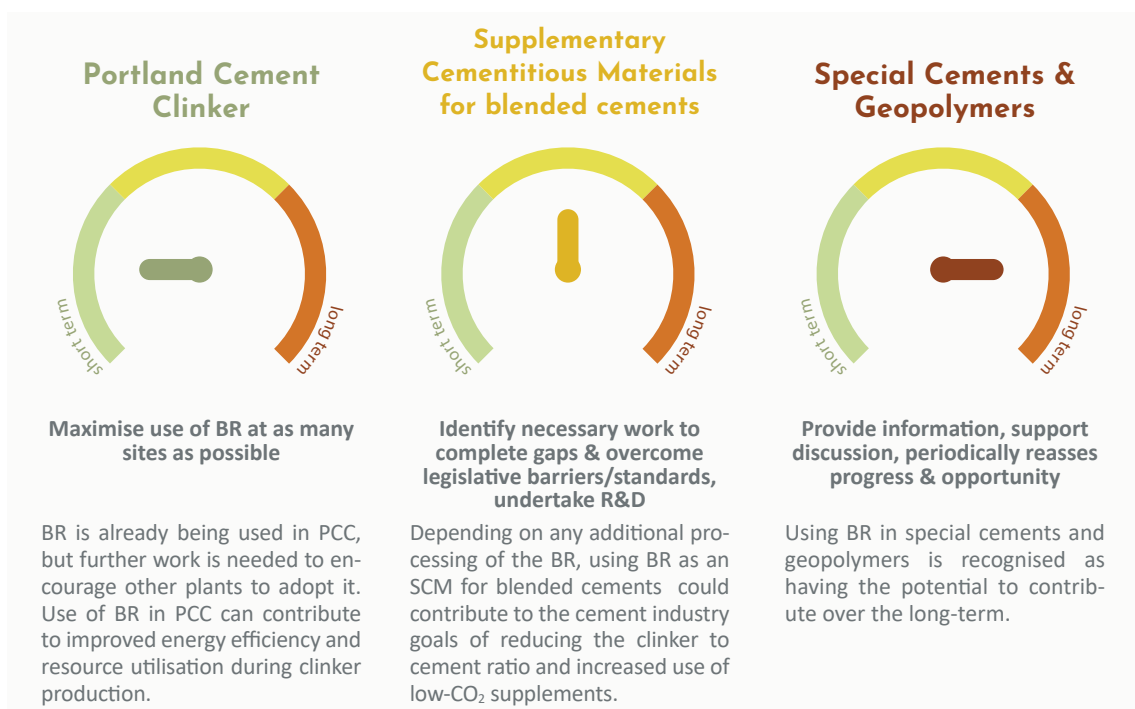 Portland Cement
Clinker
short term
long term
Maximise use of BR at as many
sites as possible
BR is already being used in PCC,
but further work is needed to en-
courage other plants to adopt it.
Use of BR in PCC can contribute
to improved energy efficiency and
resource utilisation during clinker
production.
Supplementary
Cementitious Materials
for blended cements
short term
long term
Identify necessary work to
complete gaps & overcome
legislative barriers/standards,
undertake R&D
Depending on any additional pro-
cessing of the BR, using BR as an
SCM for blended cements could
contribute to the cement industry
goals of reducing the clinker to
cement ratio and increased use of
low-CO₂ supplements.
Special Cements &
Geopolymers
short term
long term
Provide information, support
discussion, periodically reasses
progress & opportunity
Using BR in special cements and
geopolymers is recognised as
having the potential to contrib-
ute over the long-term.